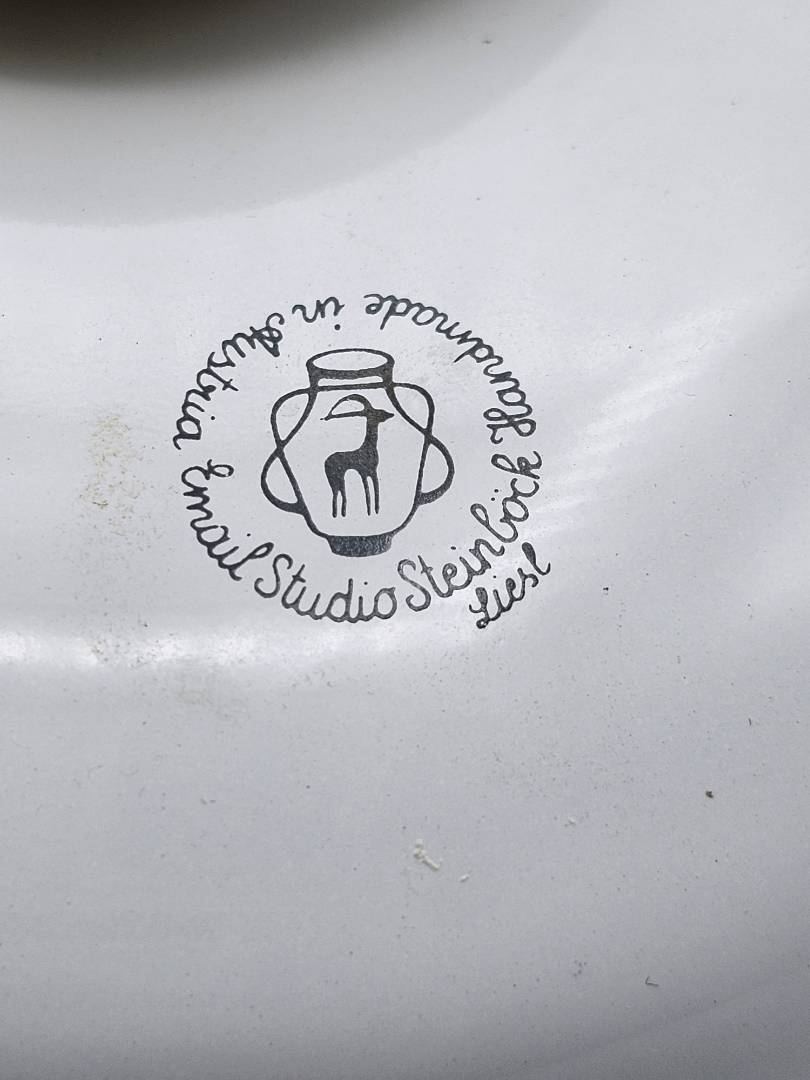 Email Studio Steinböck
Handmade in Austria
Liesl